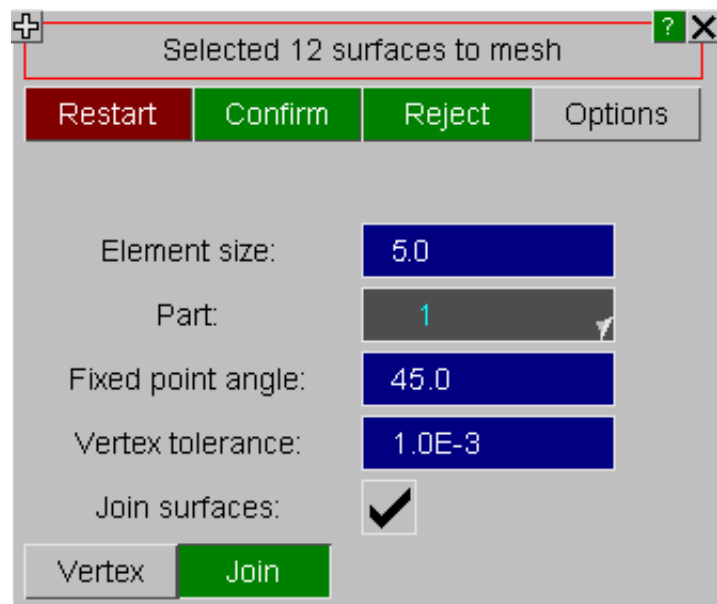 ?
Selected 12 surfaces to mesh
Restart Confirm Reject Options
Element size: 5.0
Part: 1
Fixed point angle: 45.0
Vertex tolerance: 1.0E-3
Join surfaces:
Vertex Join